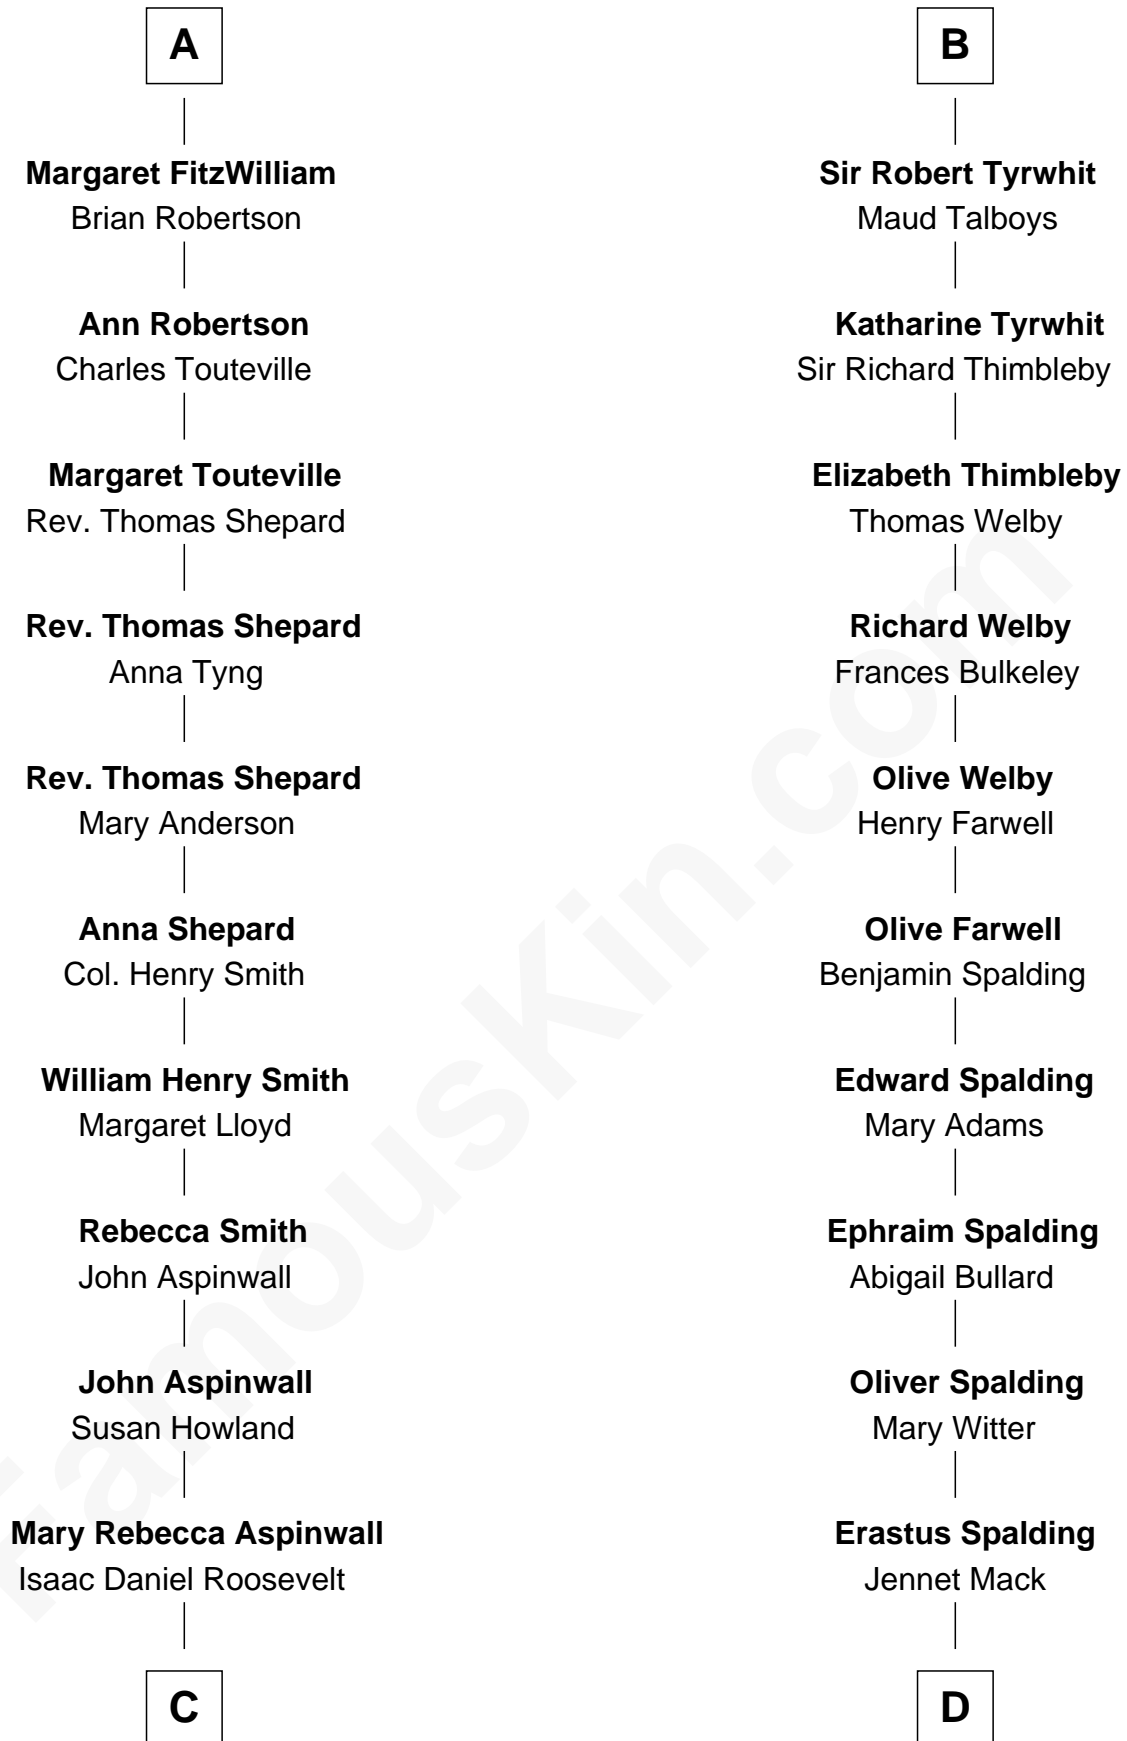 A
Margaret FitzWilliam
Brian Robertson
Ann Robertson
Charles Touteville
Margaret Touteville
Rev. Thomas Shepard
Rev. Thomas Shepard
Anna Tyng
Rev. Thomas Shepard
Mary Anderson
Anna Shepard
Col. Henry Smith
William Henry Smith
Margaret Lloyd
Rebecca Smith
John Aspinwall
John Aspinwall
Susan Howland
Mary Rebecca Aspinwall
Isaac Daniel Roosevelt
C
B
Sir Robert Tyrwhit
Maud Talboys
Katharine Tyrwhit
Sir Richard Thimbleby
Elizabeth Thimbleby
Thomas Welby
Richard Welby
Frances Bulkeley
Olive Welby
Henry Farwell
Olive Farwell
Benjamin Spalding
Edward Spalding
Mary Adams
Ephraim Spalding
Abigail Bullard
Oliver Spalding
Mary Witter
Erastus Spalding
Jennet Mack
D
FamousKin.com